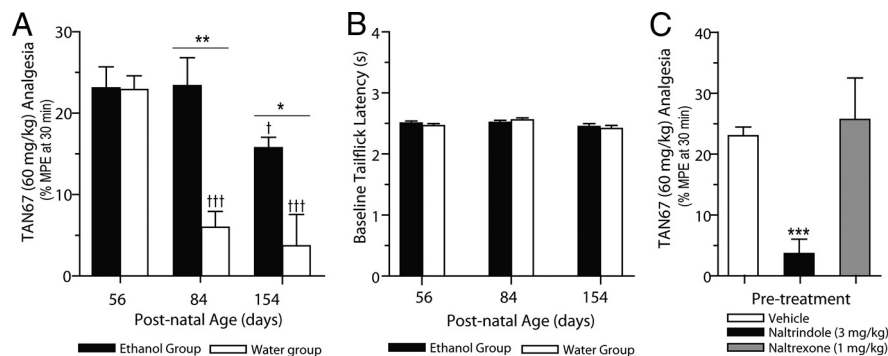 A
TAN67 (60 mg/kg) Analgesia
(% MPE at 30 min)
30
20
10
0
**
*
†
†††
†††
56
84
154
Post-natal Age (days)
Ethanol Group
Water group
B
Baseline Tailflick Latency (s)
4
3
2
1
0
56
84
154
Post-natal Age (days)
Ethanol Group
Water Group
C
TAN67 (60 mg/kg) Analgesia
(% MPE at 30 min)
40
30
20
10
0
***
Pre-treatment
Vehicle
Naltrindole (3 mg/kg)
Naltrexone (1 mg/kg)